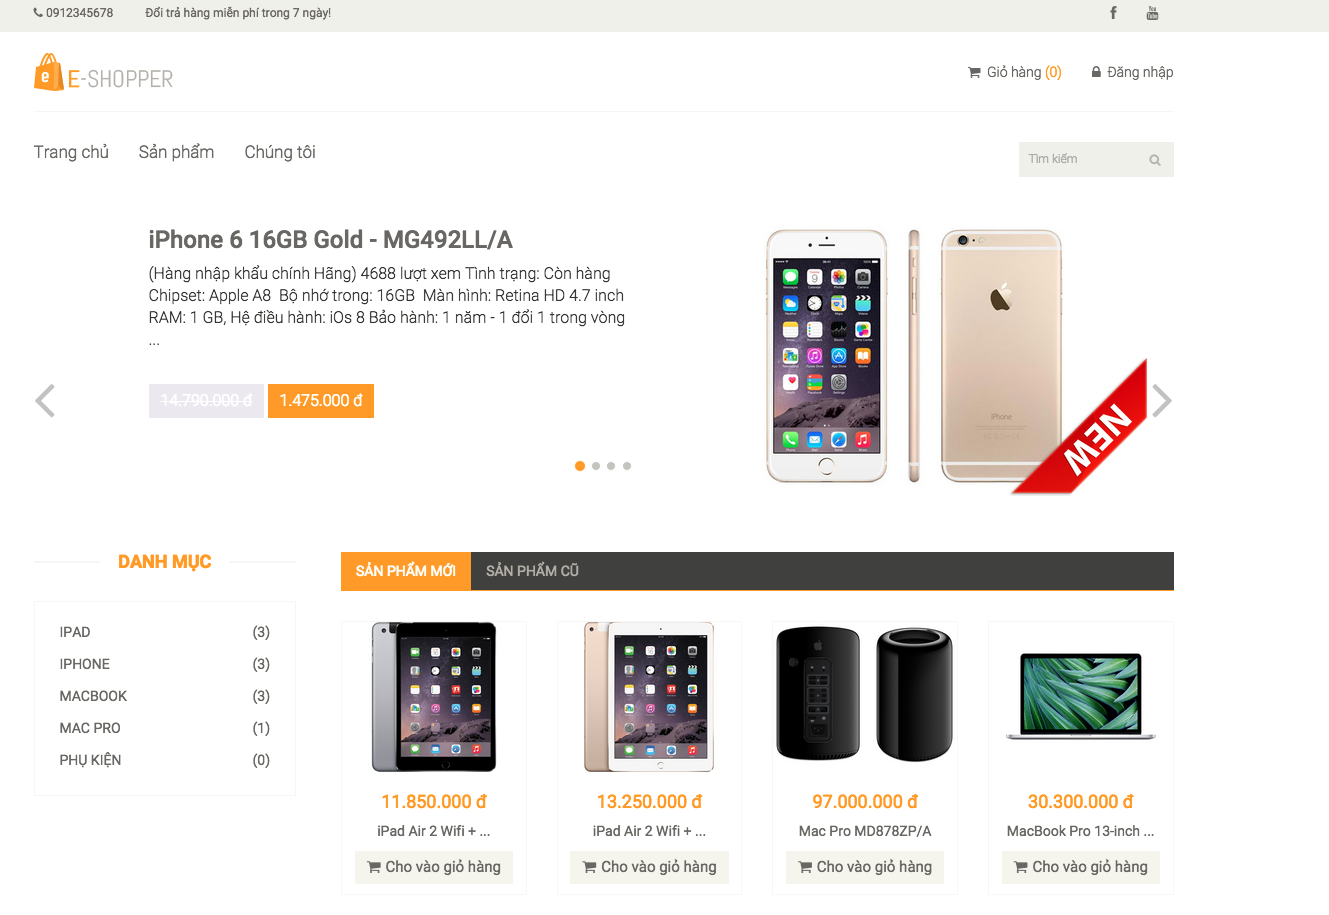 0912345678
Đổi trả hàng miễn phí trong 7 ngày!
E-SHOPPER
Giỏ hàng (0)
Đăng nhập
Trang chủ
Sản phẩm
Chúng tôi
Tìm kiếm
iPhone 6 16GB Gold - MG492LL/A
(Hàng nhập khẩu chính Hãng) 4688 lượt xem Tình trạng: Còn hàng
Chipset: Apple A8 Bộ nhớ trong: 16GB Màn hình: Retina HD 4.7 inch
RAM: 1 GB, Hệ điều hành: iOs 8 Bảo hành: 1 năm - 1 đổi 1 trong vòng
...
14.790.000 đ
1.475.000 đ
iPhone
NEW
DANH MỤC
IPAD (3)
IPHONE (3)
MACBOOK (3)
MAC PRO (1)
PHỤ KIỆN (0)
SẢN PHẨM MỚI
SẢN PHẨM CŨ
11.850.000 đ
iPad Air 2 Wifi + ...
Cho vào giỏ hàng
13.250.000 đ
iPad Air 2 Wifi + ...
Cho vào giỏ hàng
97.000.000 đ
Mac Pro MD878ZP/A
Cho vào giỏ hàng
30.300.000 đ
MacBook Pro 13-inch ...
Cho vào giỏ hàng